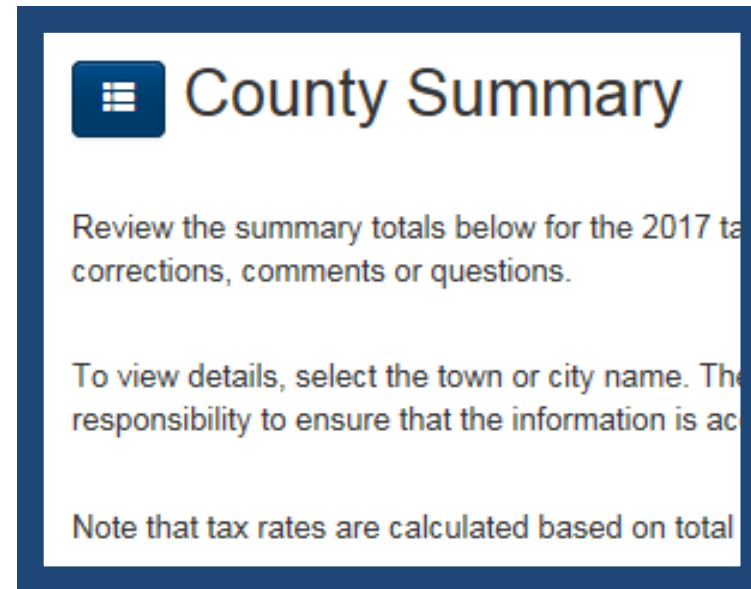 County Summary
Review the summary totals below for the 2017
corrections, comments or questions.
To view details, select the town or city name.
responsibility to ensure that the information is
Note that tax rates are calculated based on total